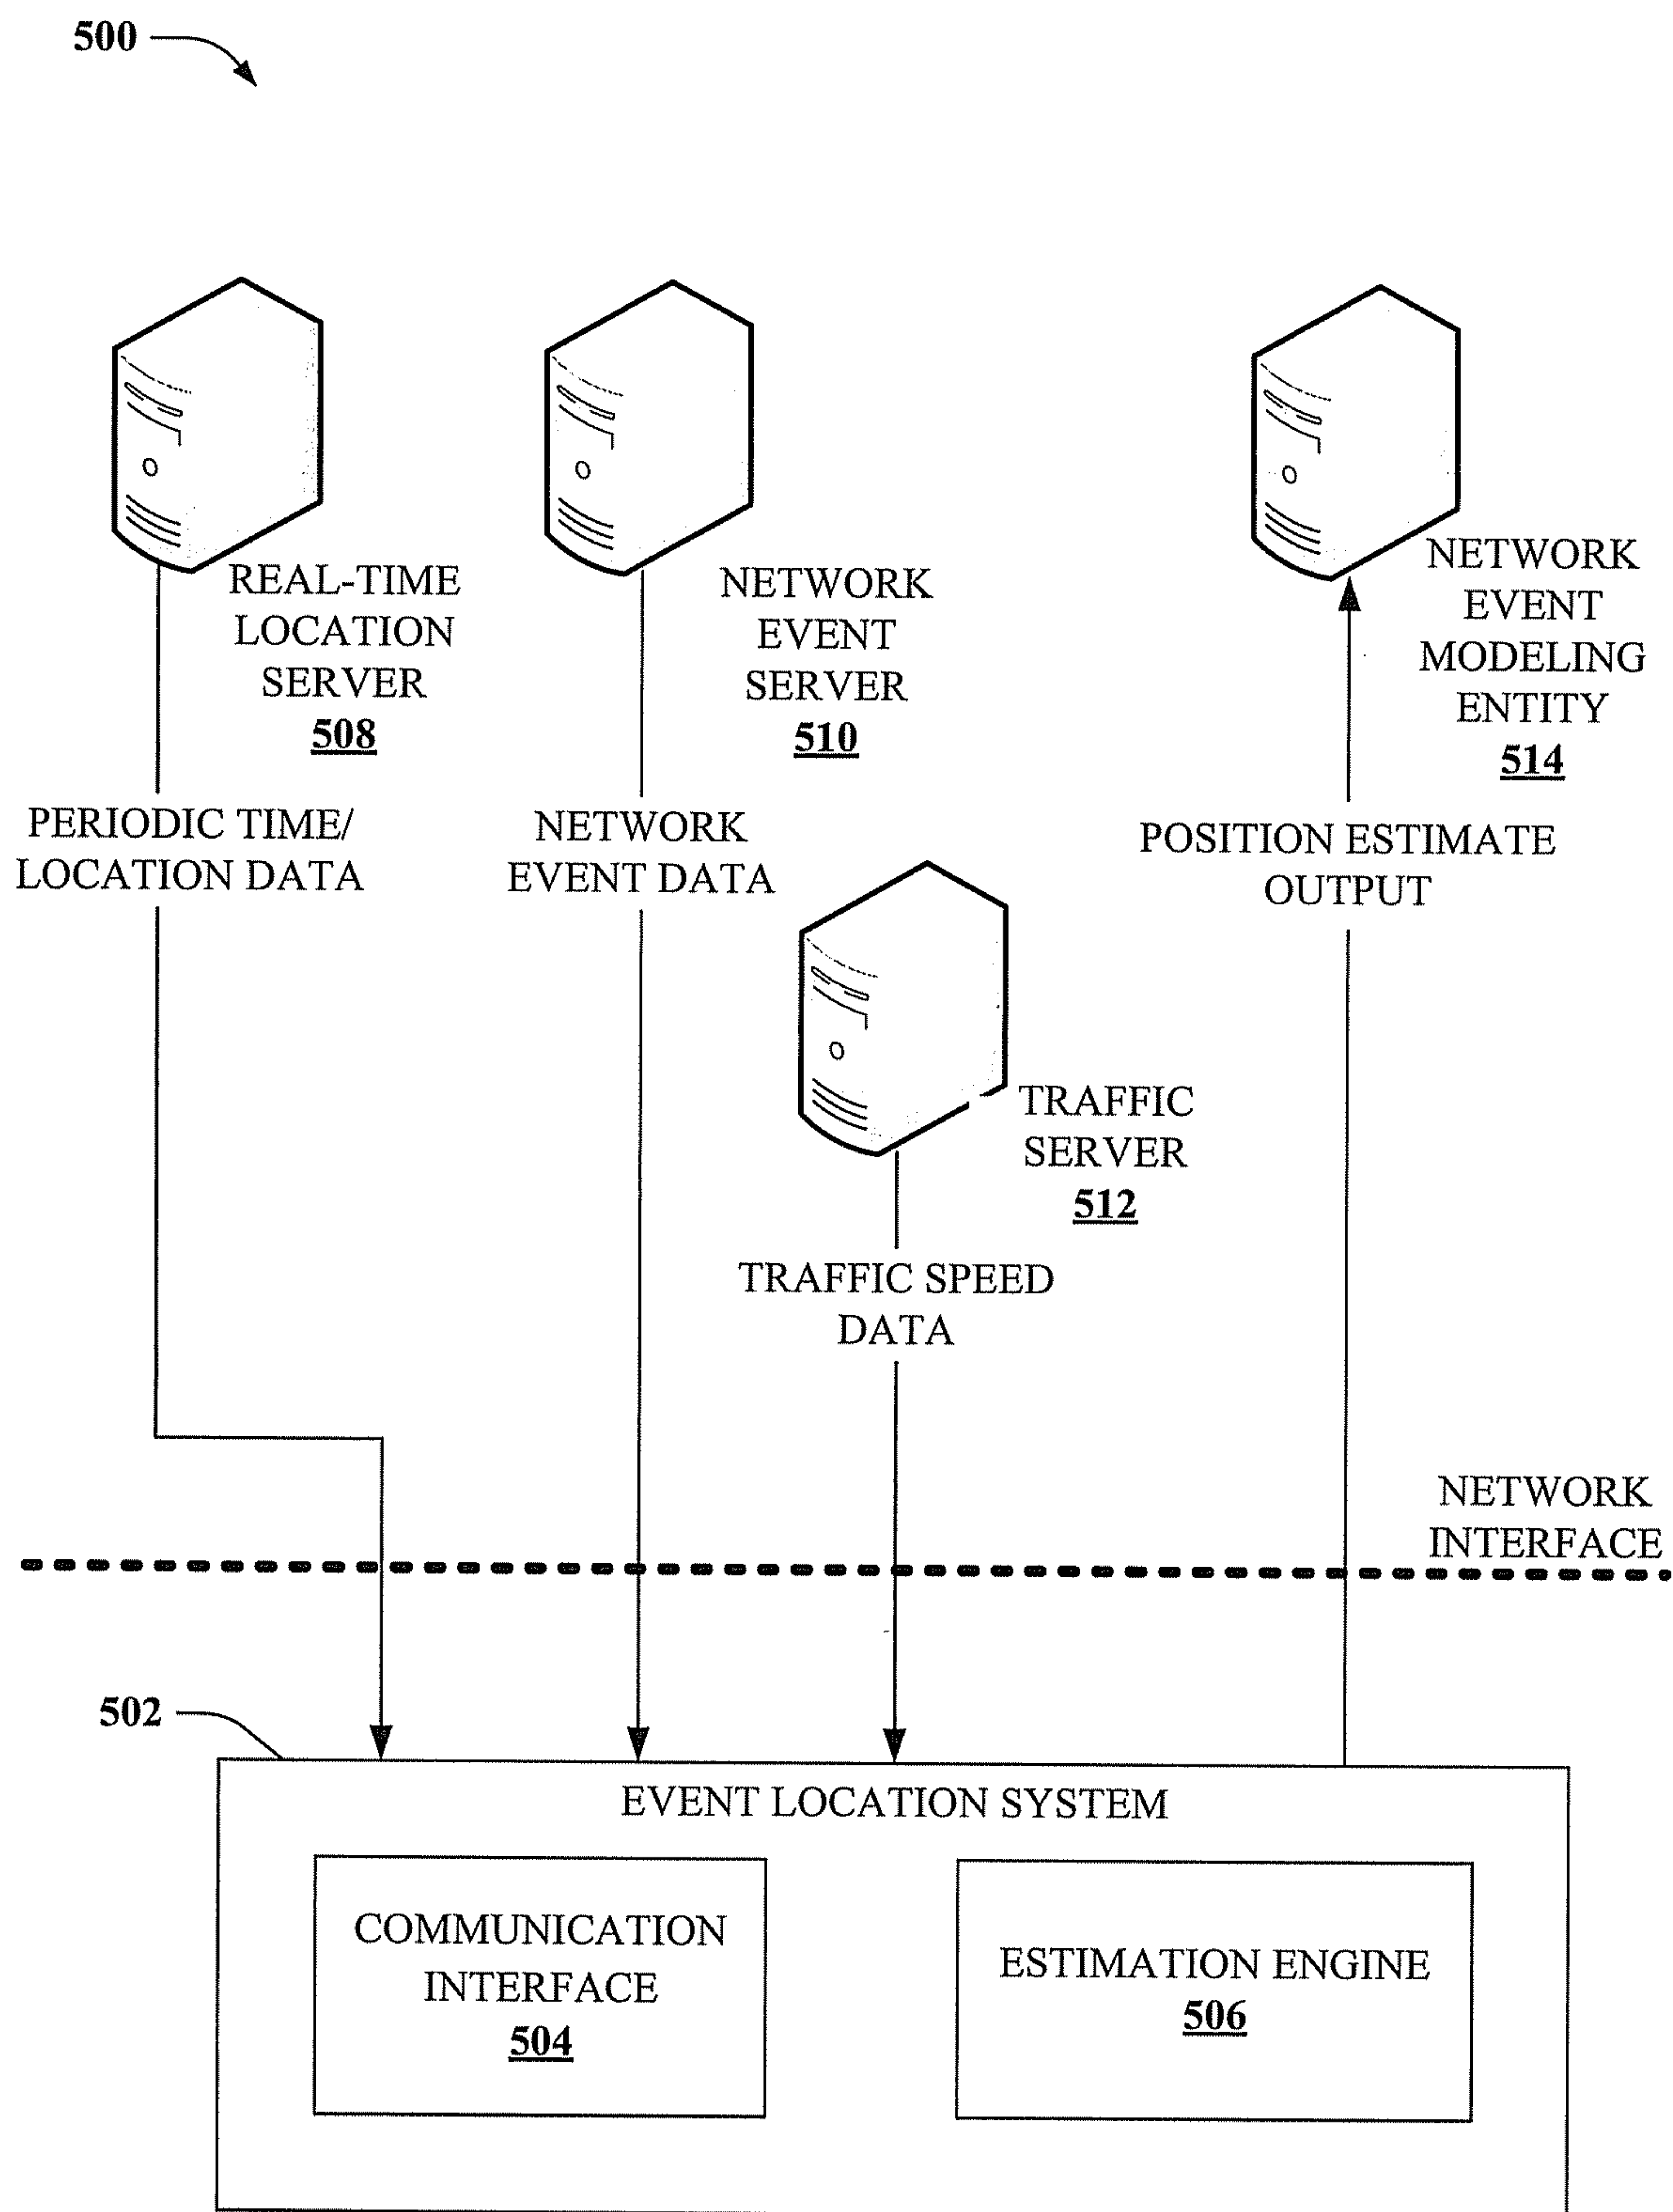 500
REAL-TIME
LOCATION
SERVER
508
NETWORK
EVENT
SERVER
510
NETWORK
EVENT
MODELING
ENTITY
514
PERIODIC TIME/
LOCATION DATA
NETWORK
EVENT DATA
POSITION ESTIMATE
OUTPUT
TRAFFIC
SERVER
512
TRAFFIC SPEED
DATA
NETWORK
INTERFACE
502
EVENT LOCATION SYSTEM
COMMUNICATION
INTERFACE
504
ESTIMATION ENGINE
506